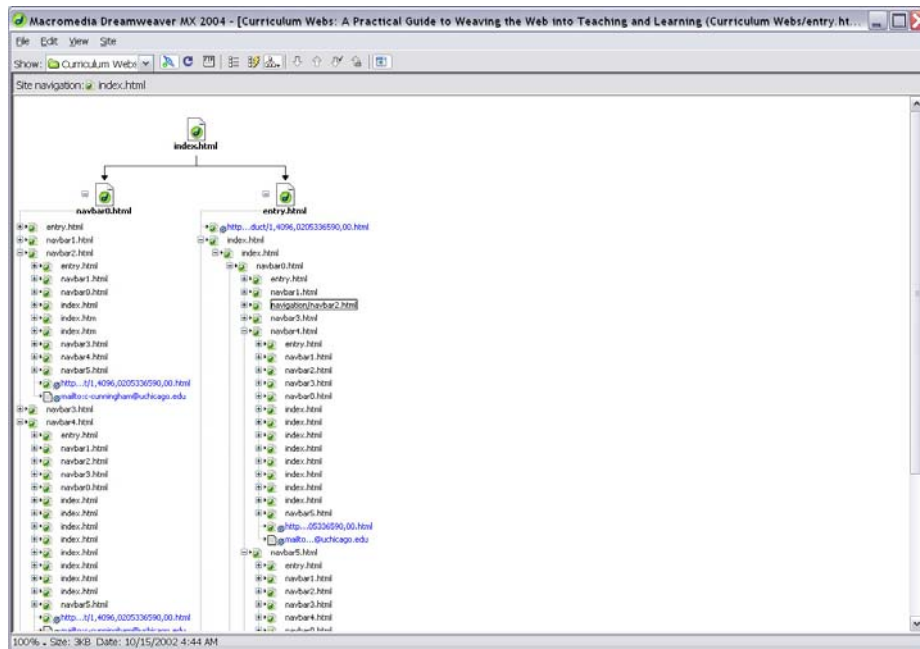 Macromedia Dreamweaver MX 2004 - [Curriculum Webs: A Practical Guide to Weaving the Web into Teaching and Learning (Curriculum Webs/entry.ht...
File Edit View Site
Show: Curriculum Webs
Site navigation: index.html
index.html
navbar0.html
entry.html
navbar1.html
navbar2.html
entry.html
navbar1.html
navbar0.html
index.html
index.htm
index.htm
navbar3.html
navbar4.html
navbar5.html
http...t/1,4096,0205336590,00.html
mailto:c-cunningham@uchicago.edu
navbar3.html
navbar4.html
entry.html
navbar1.html
navbar2.html
navbar3.html
navbar0.html
index.html
index.html
index.html
index.html
index.html
index.html
index.html
index.html
navbar5.html
http...t/1,4096,0205336590,00.html
mailto:c-cunningham@uchicago.edu
entry.html
http...duct/1,4096,0205336590,00.html
index.html
index.html
navbar0.html
entry.html
navbar1.html
navigation/navbar2.html
navbar3.html
navbar4.html
entry.html
navbar1.html
navbar2.html
navbar3.html
navbar0.html
index.html
index.html
index.html
index.html
index.html
index.html
index.html
index.html
navbar5.html
http...05336590,00.html
mailto...@uchicago.edu
navbar5.html
entry.html
navbar1.html
navbar2.html
navbar3.html
navbar4.html
navbar0.html
100% Size: 3KB Date: 10/15/2002 4:44 AM